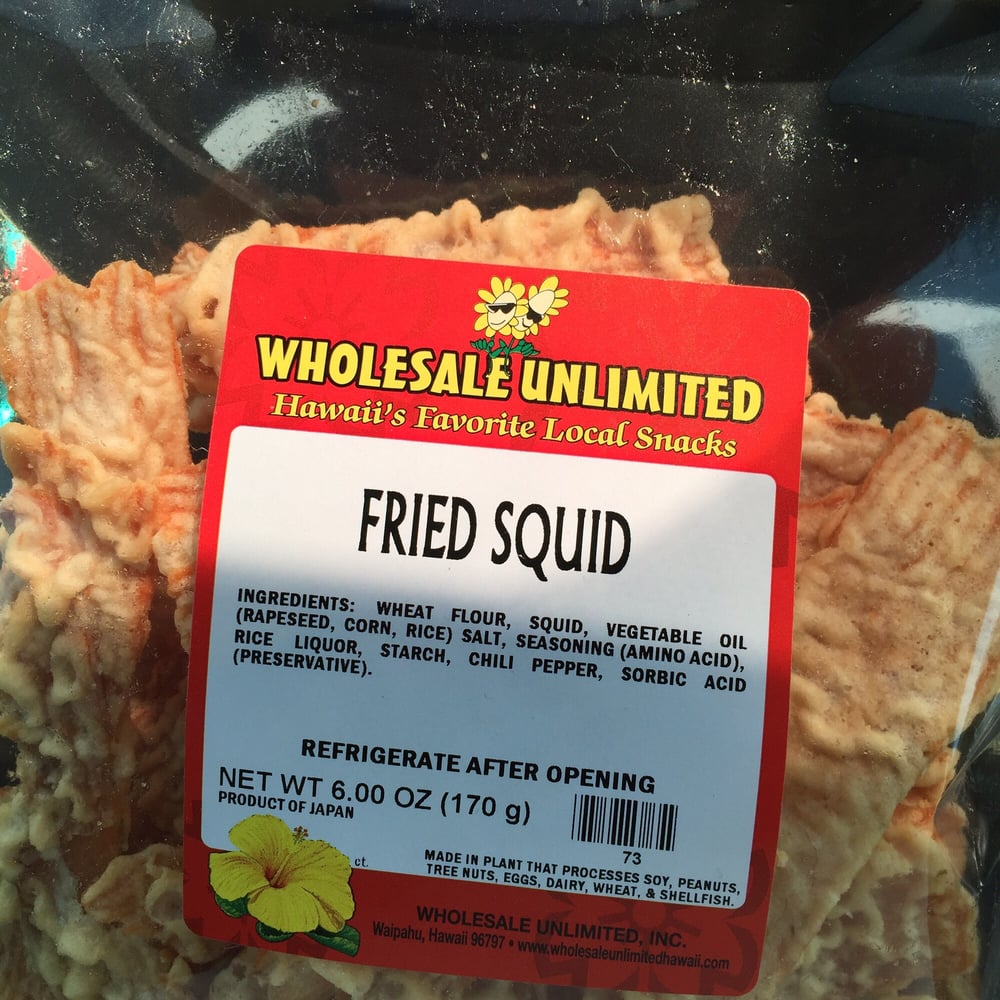 WHOLESALE UNLIMITED
Hawaii's Favorite Local Snacks
FRIED SQUID
INGREDIENTS: WHEAT FLOUR, SQUID, VEGETABLE OIL
(RAPESEED, CORN, RICE) SALT, SEASONING (AMINO ACID),
RICE LIQUOR, STARCH, CHILI PEPPER, SORBIC ACID
(PRESERVATIVE).
REFRIGERATE AFTER OPENING
NET WT 6.00 OZ (170 g)
PRODUCT OF JAPAN
73
ct.
MADE IN PLANT THAT PROCESSES SOY, PEANUTS,
TREE NUTS, EGGS, DAIRY, WHEAT, & SHELLFISH.
WHOLESALE UNLIMITED, INC.
Waipahu, Hawaii 96797 • www.wholesaleunlimitedhawaii.com